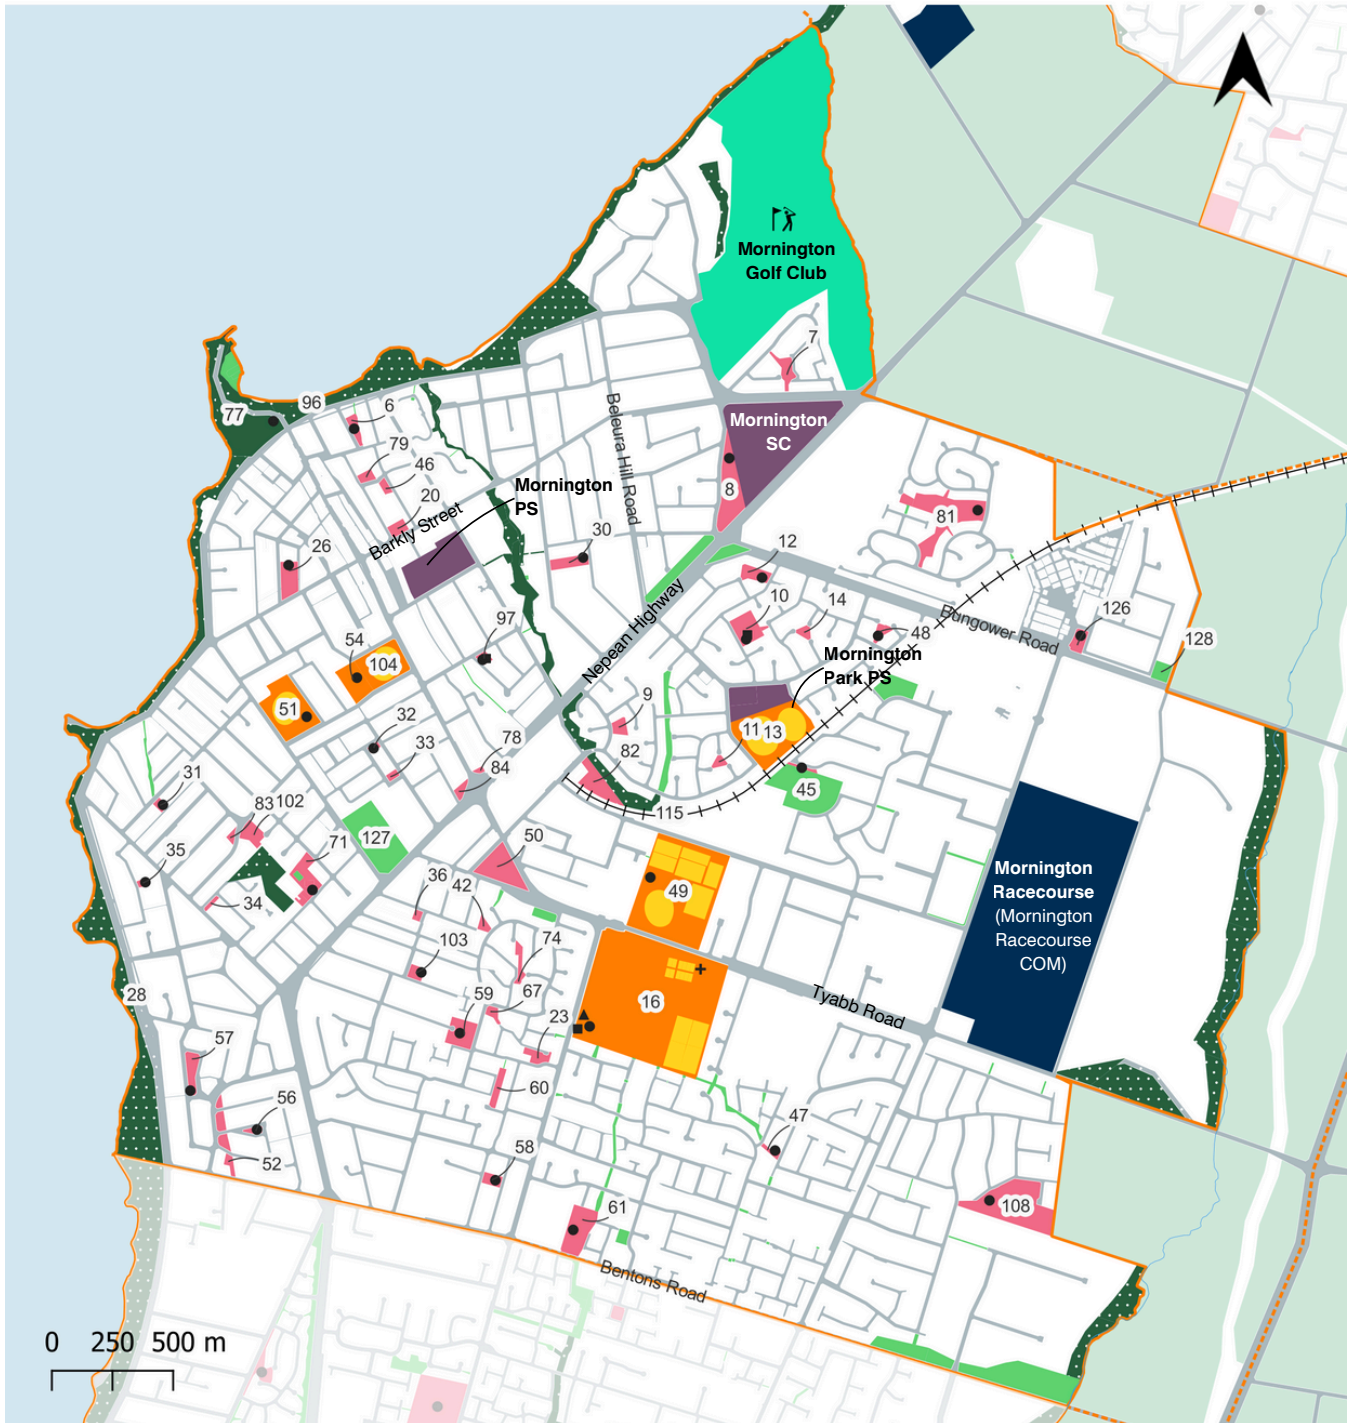 Mornington
Golf Club
7
77
96
6
79
46
20
Barkly Street
Mornington
PS
Beleura Hill Road
Mornington
SC
8
81
26
30
12
10
14
48
Bungower Road
126
128
54
104
97
Nepean Highway
Mornington
Park PS
51
32
33
78
84
9
82
11
13
45
115
31
83
102
71
127
35
34
50
36
42
49
Mornington
Racecourse
(Mornington
Racecourse
COM)
103
74
59
67
23
16
Tyabb Road
28
57
56
52
60
58
61
47
108
Bentons Road
0 250 500 m